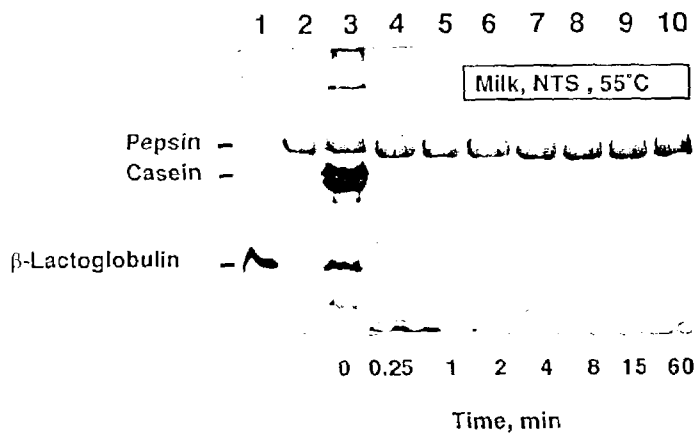 1 2 3 4 5 6 7 8 9 10
Milk, NTS , 55°C
Pepsin
Casein
β-Lactoglobulin
0 0.25 1 2 4 8 15 60
Time, min